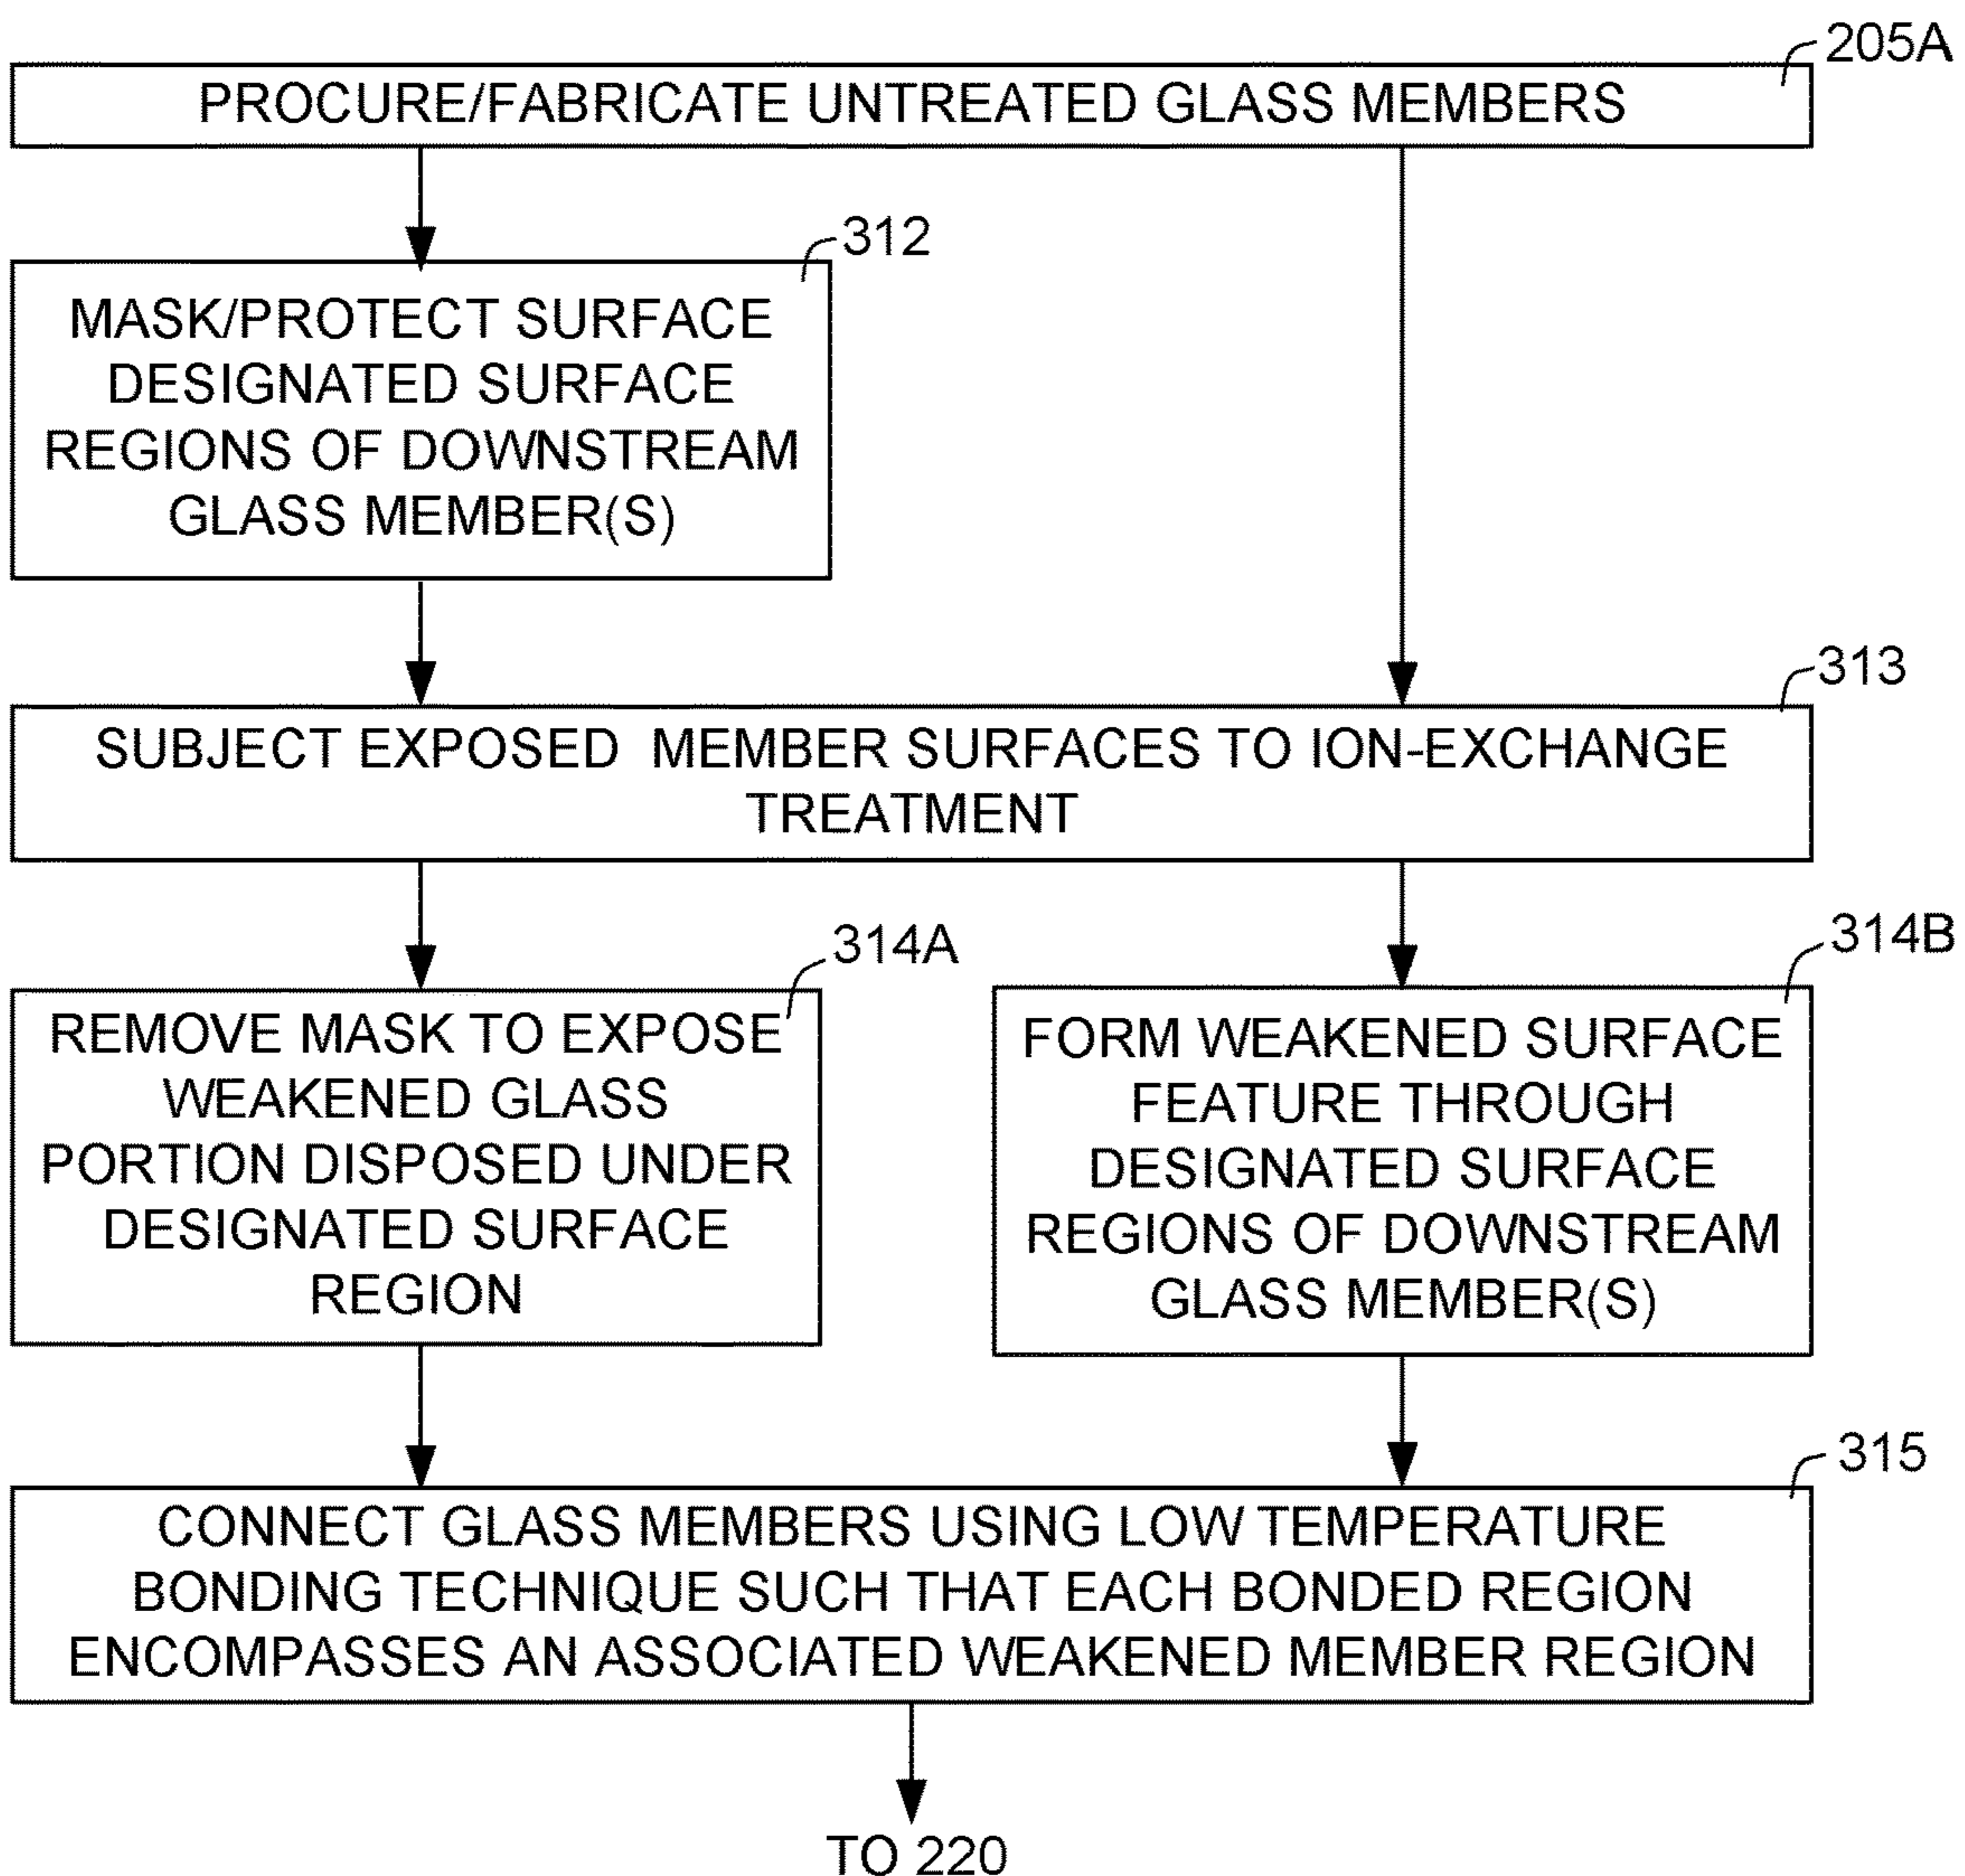 205A
PROCURE/FABRICATE UNTREATED GLASS MEMBERS
312
MASK/PROTECT SURFACE
DESIGNATED SURFACE
REGIONS OF DOWNSTREAM
GLASS MEMBER(S)
313
SUBJECT EXPOSED MEMBER SURFACES TO ION-EXCHANGE
TREATMENT
314A
REMOVE MASK TO EXPOSE
WEAKENED GLASS
PORTION DISPOSED UNDER
DESIGNATED SURFACE
REGION
314B
FORM WEAKENED SURFACE
FEATURE THROUGH
DESIGNATED SURFACE
REGIONS OF DOWNSTREAM
GLASS MEMBER(S)
315
CONNECT GLASS MEMBERS USING LOW TEMPERATURE
BONDING TECHNIQUE SUCH THAT EACH BONDED REGION
ENCOMPASSES AN ASSOCIATED WEAKENED MEMBER REGION
TO 220